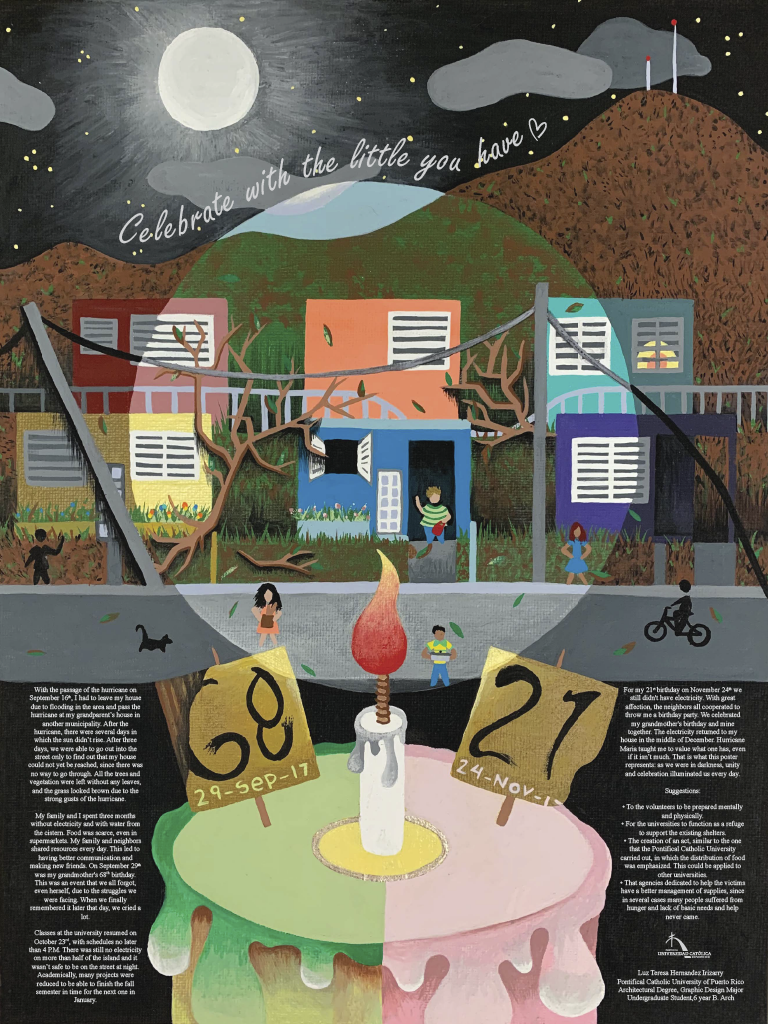 Celebrate with the little you have
68
29-Sep-17
21
24-Nov-17
With the passage of the hurricane on
September 16th, I had to leave my house
due to flooding in the area and pass the
hurricane at my grandparent's house in
another municipality. After the
hurricane, there were several days in
which the sun didn't rise. After three
days, we were able to go out into the
street only to find out that my house
could not yet be reached, since there was
no way to go through. All the trees and
vegetation were left without any leaves,
and the grass looked brown due to the
strong gusts of the hurricane.
My family and I spent three months
without electricity and with water from
the cistern. Food was scarce, even in
supermarkets. My family and neighbors
shared resources every day. This led to
having better communication and
making new friends. On September 29th
was my grandmother's 68th birthday.
This was an event that we all forgot,
even herself, due to the struggles we
were facing. When we finally
remembered it later that day, we cried a
lot.
Classes at the university resumed on
October 23rd, with schedules no later
than 4 P.M. There was still no electricity
on more than half of the island and it
wasn't safe to be on the street at night.
Academically, many projects were
reduced to be able to finish the fall
semester in time for the next one in
January.
For my 21st birthday on November 24th we
still didn't have electricity. With great
affection, the neighbors all cooperated to
throw me a birthday party. We celebrated
my grandmother's birthday and mine
together. The electricity returned to my
house in the middle of December. Hurricane
Maria taught me to value what one has, even
if it isn't much. That is what this poster
represents: as we were in darkness, unity
and celebration illuminated us every day.
Suggestions:
• To the volunteers to be prepared mentally
and physically.
• For the universities to function as a refuge
to support the existing shelters.
• The creation of an act, similar to the one
that the Pontifical Catholic University
carried out, in which the distribution of food
was emphasized. This could be applied to
other universities.
• That agencies dedicated to help the victims
have a better management of supplies, since
in several cases many people suffered from
hunger and lack of basic needs and help
never came.
UNIVERSIDAD CATÓLICA
Luz Teresa Hernandez Irizarry
Pontifical Catholic University of Puerto Rico
Architectural Degree, Graphic Design Major
Undergraduate Student,6 year B. Arch